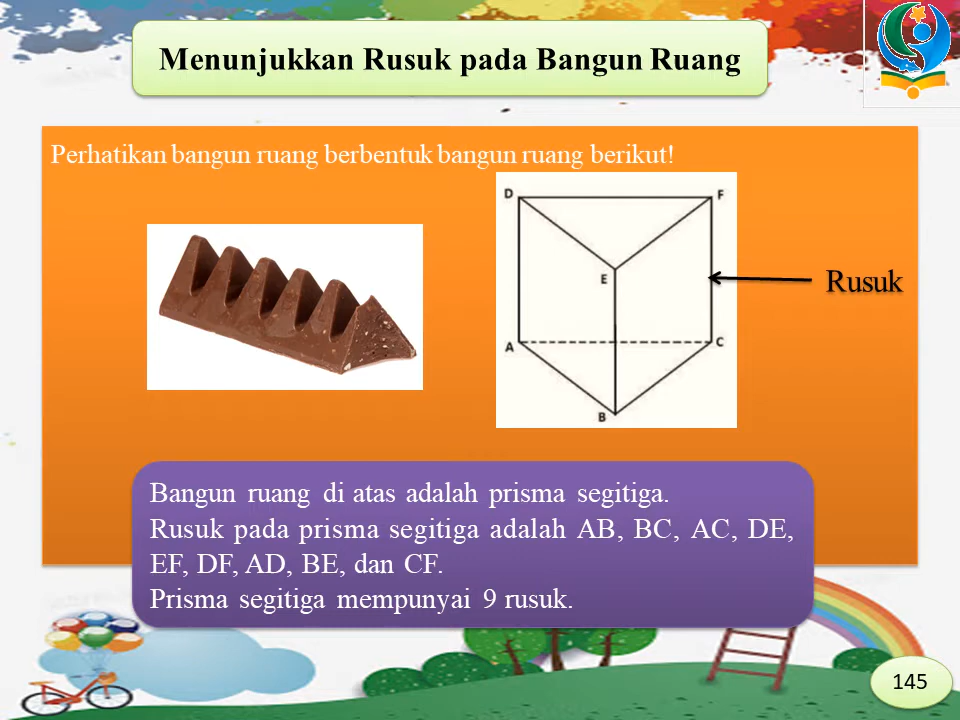 Menunjukkan Rusuk pada Bangun Ruang
Perhatikan bangun ruang berbentuk bangun ruang berikut!
D
F
E
Rusuk
A
C
B
Bangun ruang di atas adalah prisma segitiga.
Rusuk pada prisma segitiga adalah AB, BC, AC, DE,
EF, DF, AD, BE, dan CF.
Prisma segitiga mempunyai 9 rusuk.
145